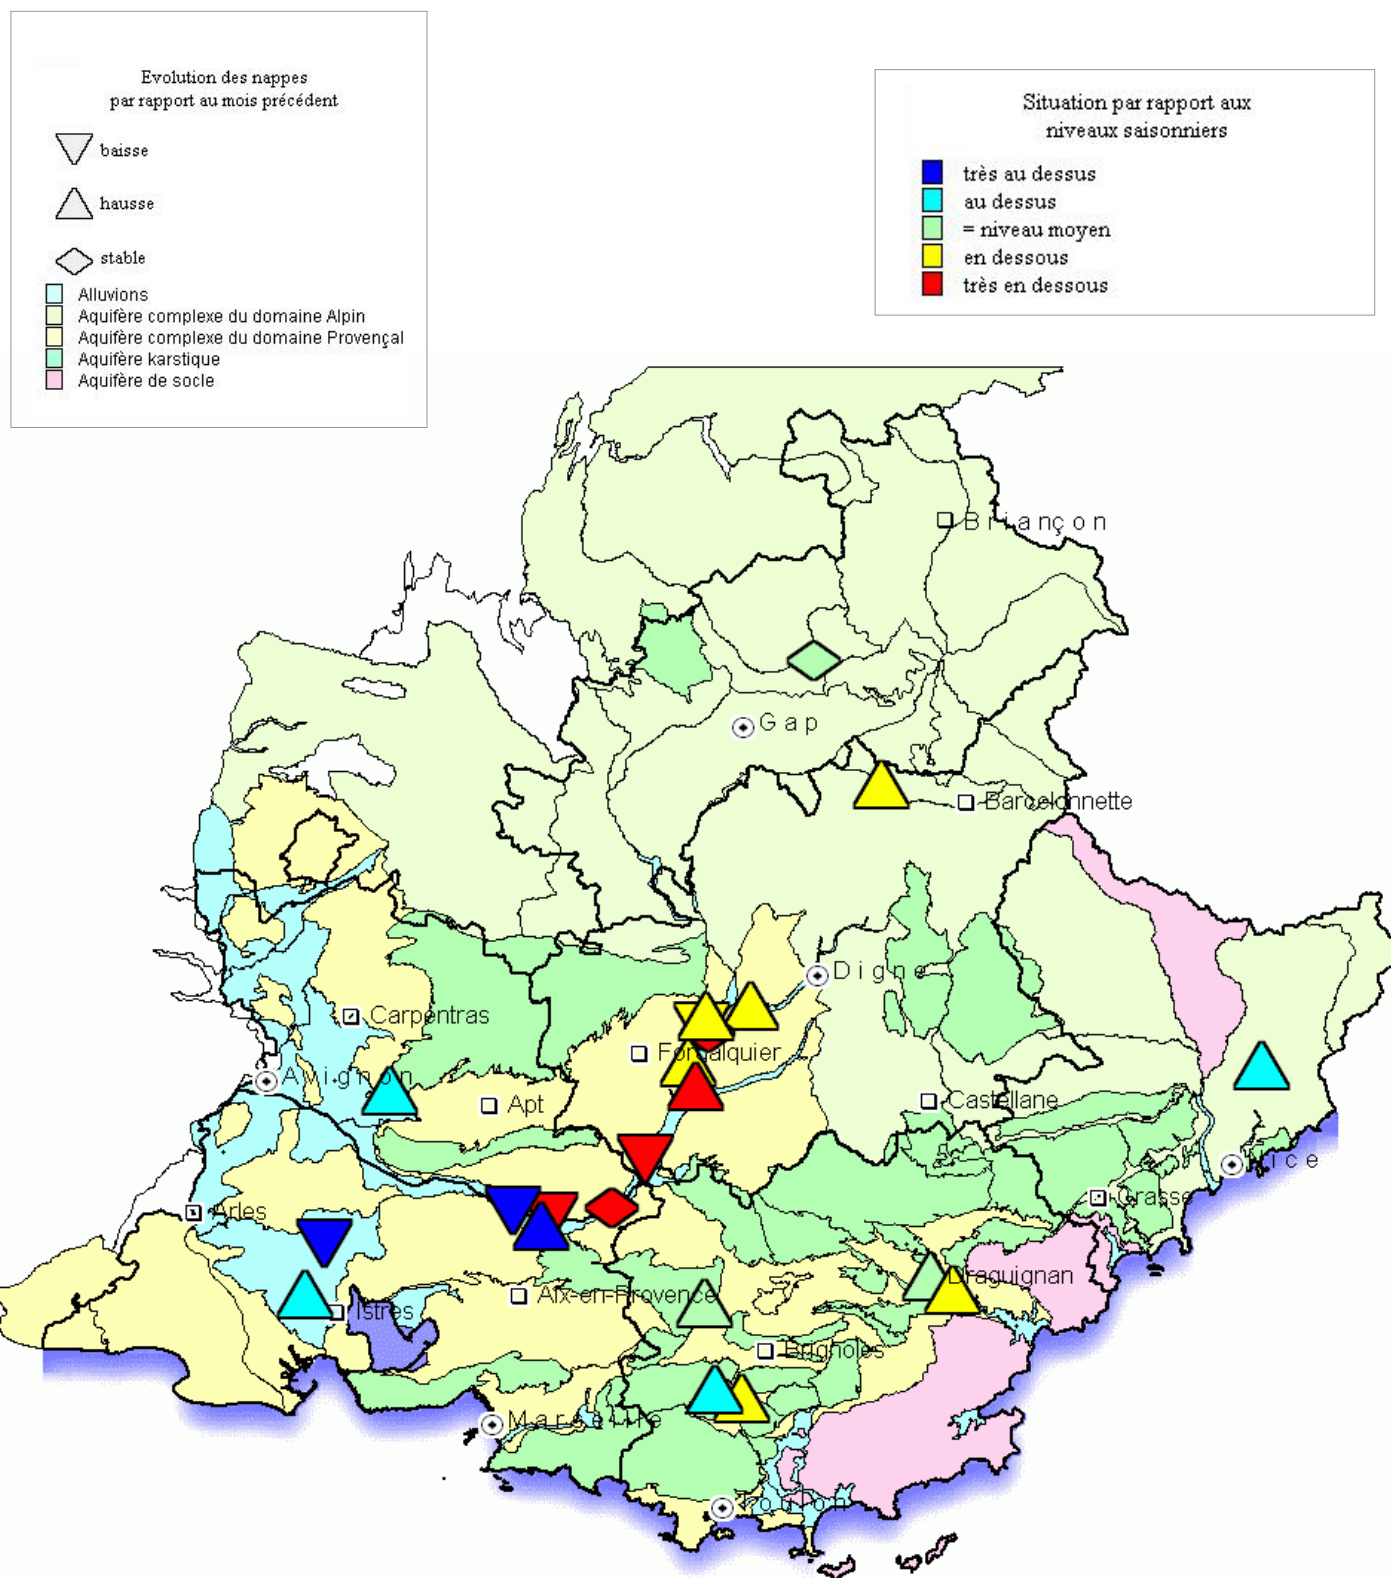 Evolution des nappes
par rapport au mois précédent
baisse
hausse
stable
Alluvions
Aquifère complexe du domaine Alpin
Aquifère complexe du domaine Provençal
Aquifère karstique
Aquifère de socle
Situation par rapport aux
niveaux saisonniers
très au dessus
au dessus
= niveau moyen
en dessous
très en dessous
Briançon
Gap
Barcelonnette
Digne
Carpentras
Forcalquier
Avignon
Apt
Castellane
Nice
Grasse
Arles
Draguignan
Aix-en-Provence
Istres
Brignoles
Marseille
Toulon